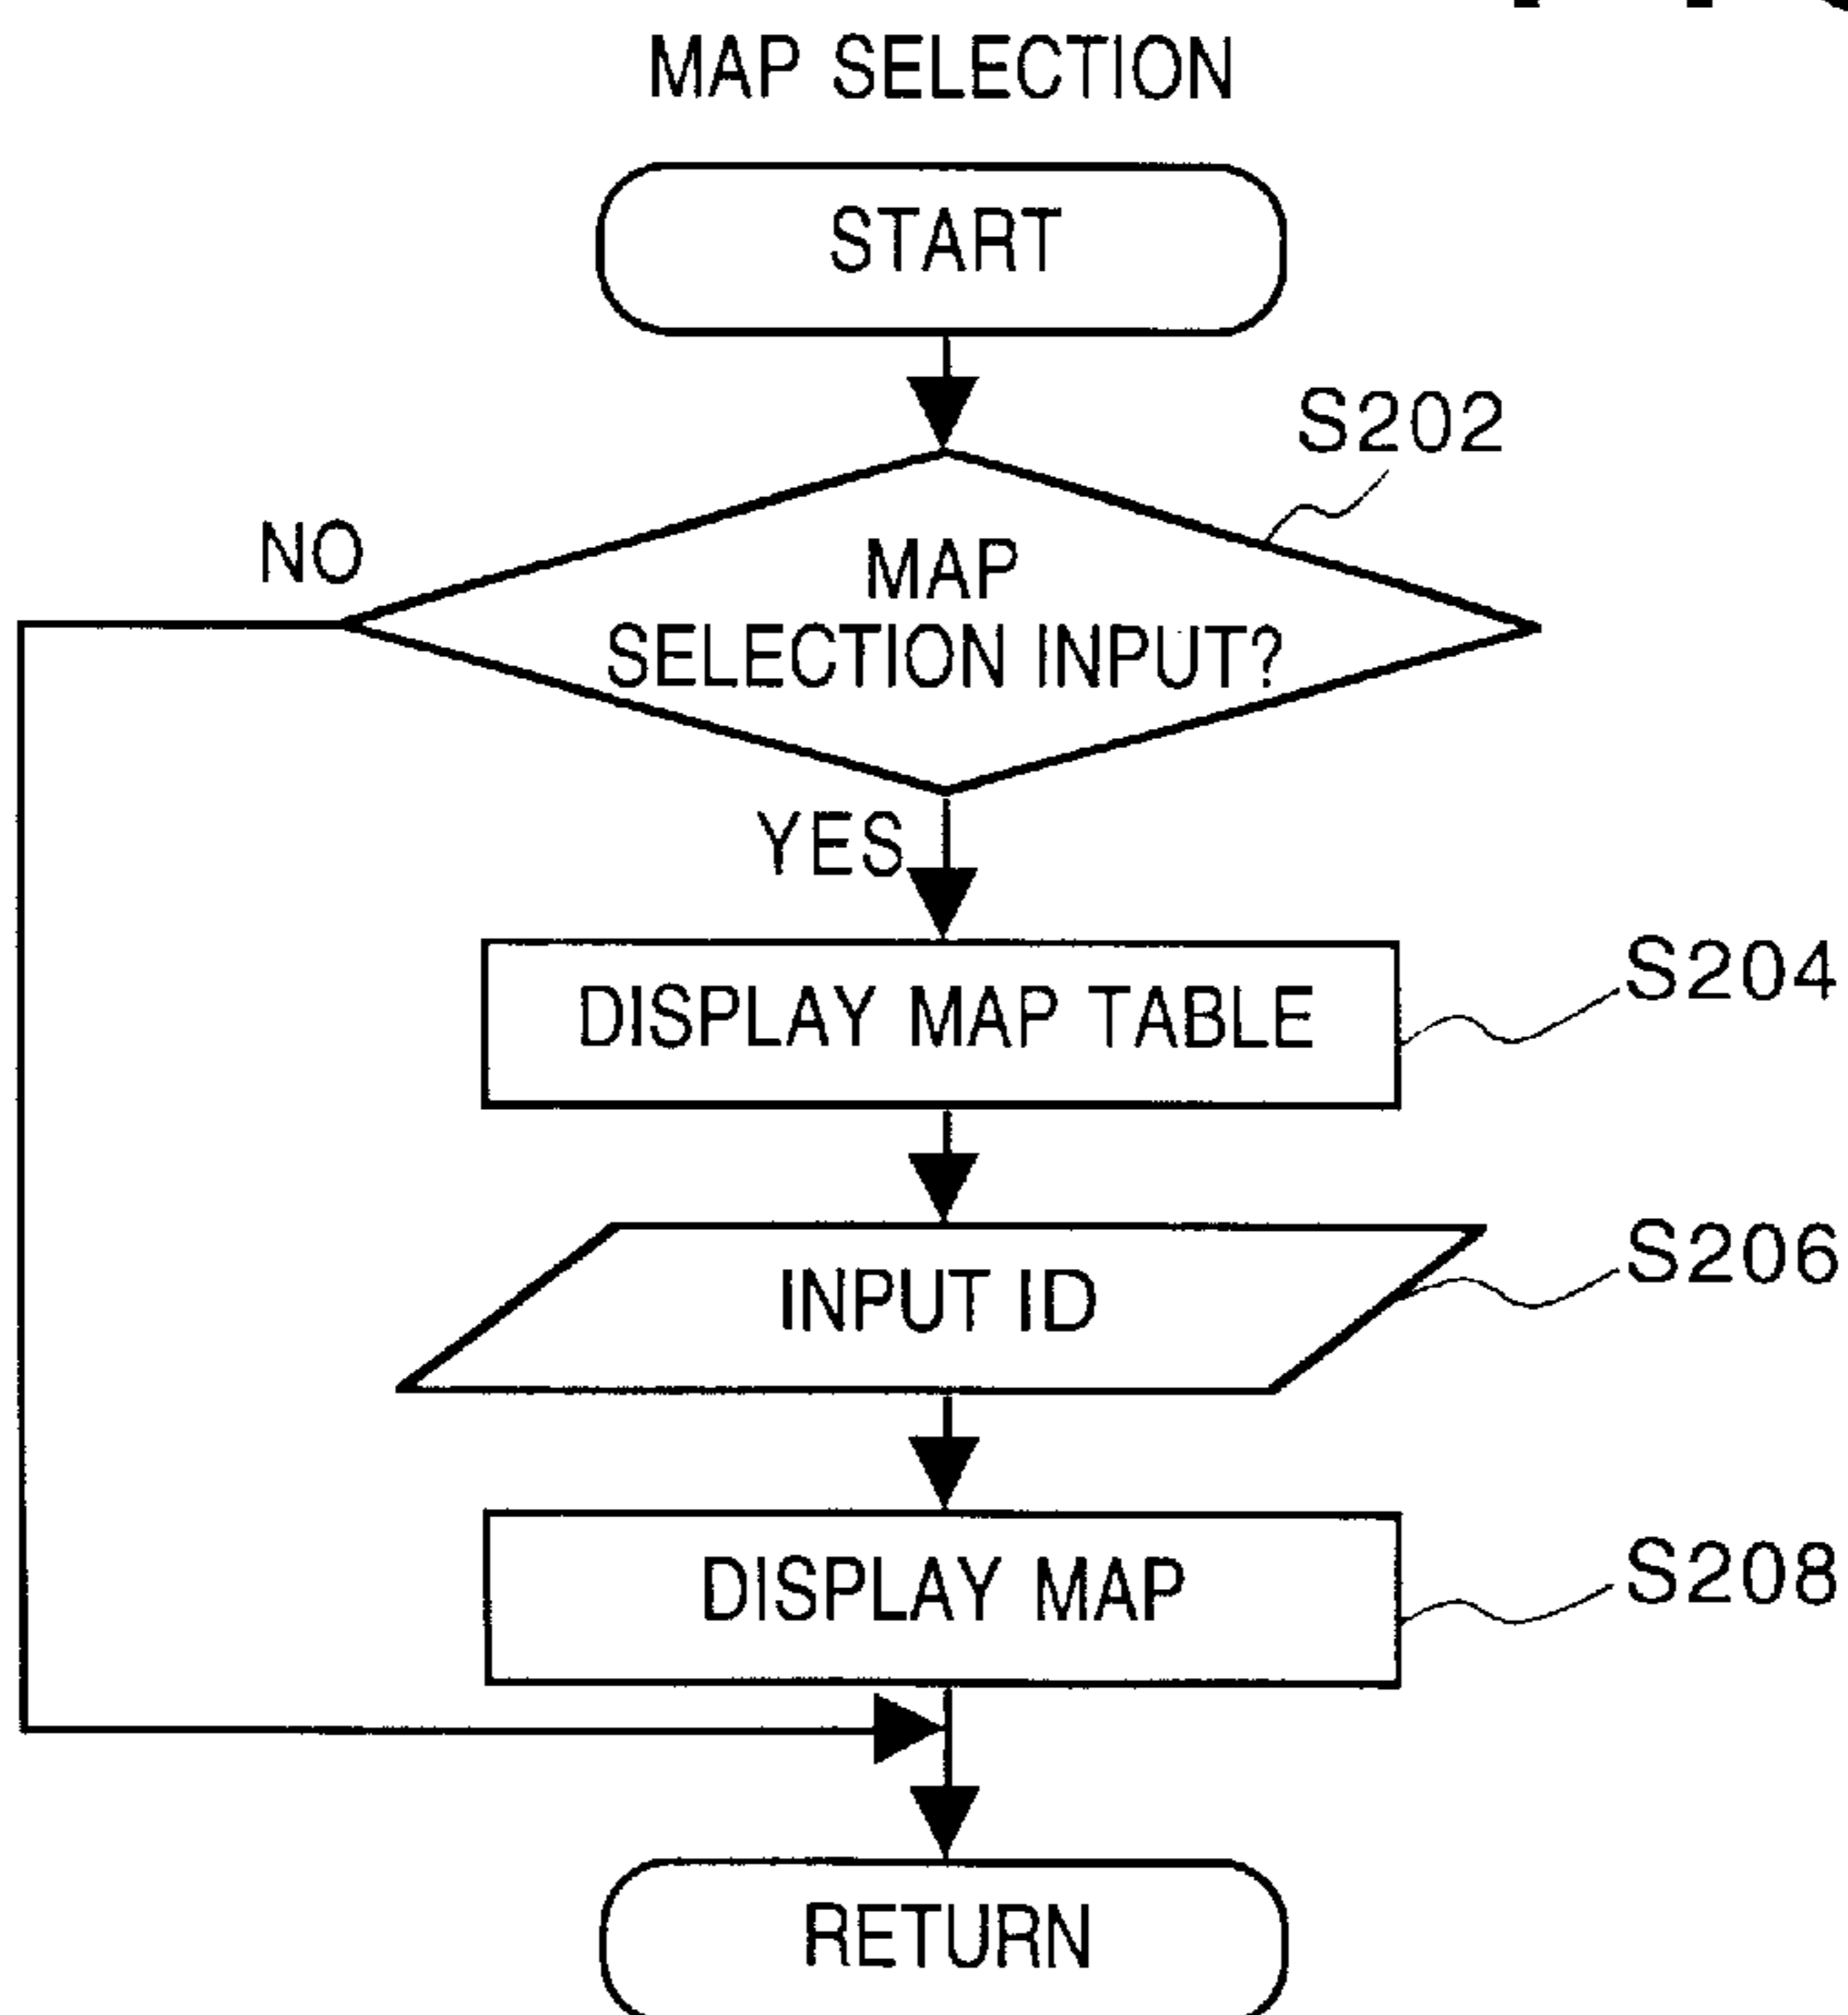 MAP SELECTION
START
S202
NO
MAP
SELECTION INPUT?
YES
DISPLAY MAP TABLE
S204
INPUT ID
S206
DISPLAY MAP
S208
RETURN